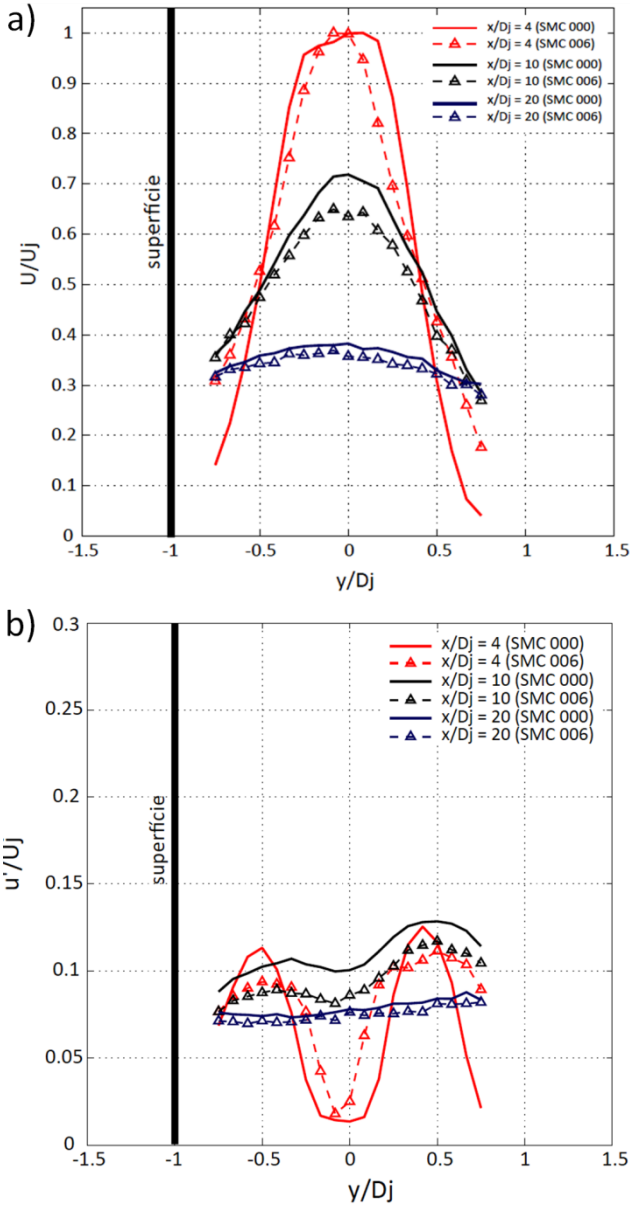 a)
x/Dj = 4 (SMC 000)
x/Dj = 4 (SMC 006)
x/Dj = 10 (SMC 000)
x/Dj = 10 (SMC 006)
x/Dj = 20 (SMC 000)
x/Dj = 20 (SMC 006)
1
0.9
0.8
0.7
0.6
0.5
0.4
0.3
0.2
0.1
0
U/Uj
superfície
-1.5
-1
-0.5
0
0.5
1
1.5
y/Dj
b)
x/Dj = 4 (SMC 000)
x/Dj = 4 (SMC 006)
x/Dj = 10 (SMC 000)
x/Dj = 10 (SMC 006)
x/Dj = 20 (SMC 000)
x/Dj = 20 (SMC 006)
0.3
0.25
0.2
0.15
0.1
0.05
0
u'/Uj
superfície
-1.5
-1
-0.5
0
0.5
1
1.5
y/Dj